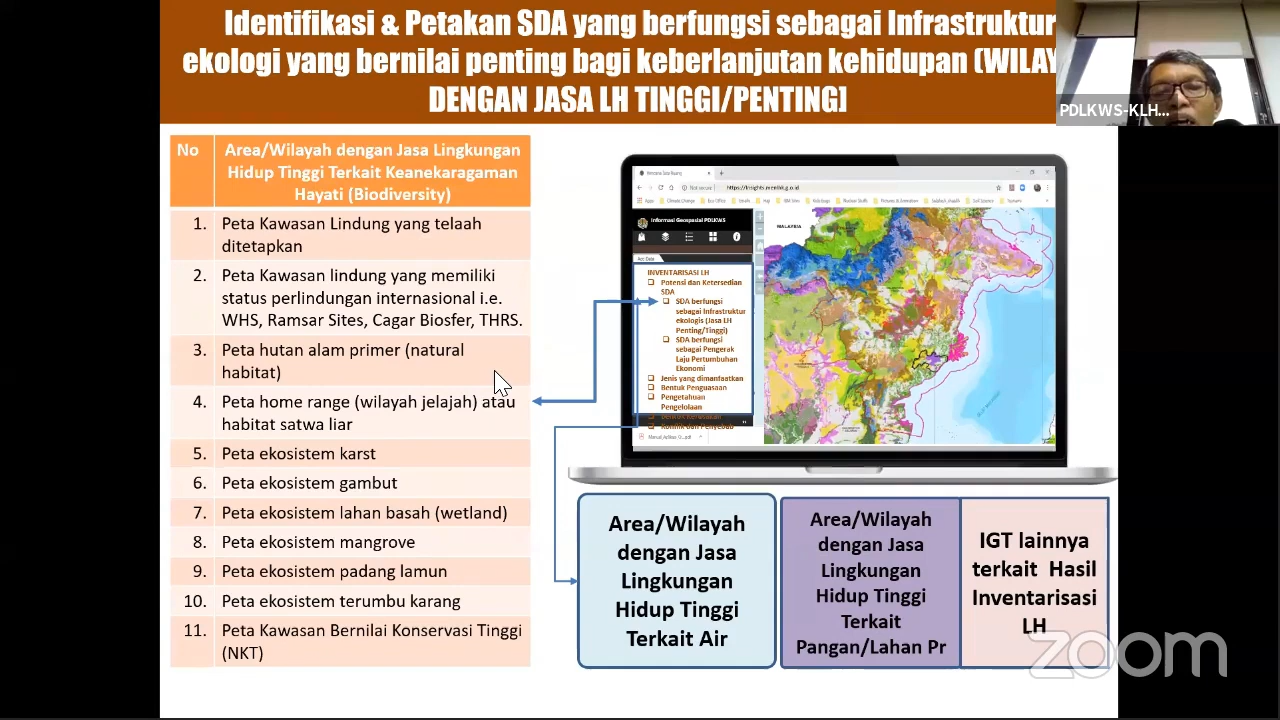 Identifikasi & Petakan SDA yang berfungsi sebagai Infrastruktur
ekologi yang bernilai penting bagi keberlanjutan kehidupan (WILAY
DENGAN JASA LH TINGGI/PENTING]
PDLKWS-KLH...
No
Area/Wilayah dengan Jasa Lingkungan
Hidup Tinggi Terkait Keanekaragaman
Hayati (Biodiversity)
1. Peta Kawasan Lindung yang telaah
ditetapkan
2. Peta Kawasan lindung yang memiliki
status perlindungan internasional i.e.
WHS, Ramsar Sites, Cagar Biosfer, THRS.
3. Peta hutan alam primer (natural
habitat)
4. Peta home range (wilayah jelajah) atau
habitat satwa liar
5. Peta ekosistem karst
6. Peta ekosistem gambut
7. Peta ekosistem lahan basah (wetland)
8. Peta ekosistem mangrove
9. Peta ekosistem padang lamun
10. Peta ekosistem terumbu karang
11. Peta Kawasan Bernilai Konservasi Tinggi
(NKT)
Informasi Geospasial PDLKWS
MALAYSIA
INVENTARISASI LH
Potensi dan Ketersedian
SDA
SDA berfungsi
sebagai Infrastruktur
ekologis (Jasa LH
Penting/Tinggi)
SDA berfungsi
sebagai Pengerak
Laju Pertumbuhan
Ekonomi
Jenis yang dimanfaatkan
Bentuk Penguasaan
Pengetahuan
Pengelolaan
Area/Wilayah
dengan Jasa
Lingkungan
Hidup Tinggi
Terkait Air
Area/Wilayah
dengan Jasa
Lingkungan
Hidup Tinggi
Terkait
Pangan/Lahan Pr
IGT lainnya
terkait Hasil
Inventarisasi
LH
zoom